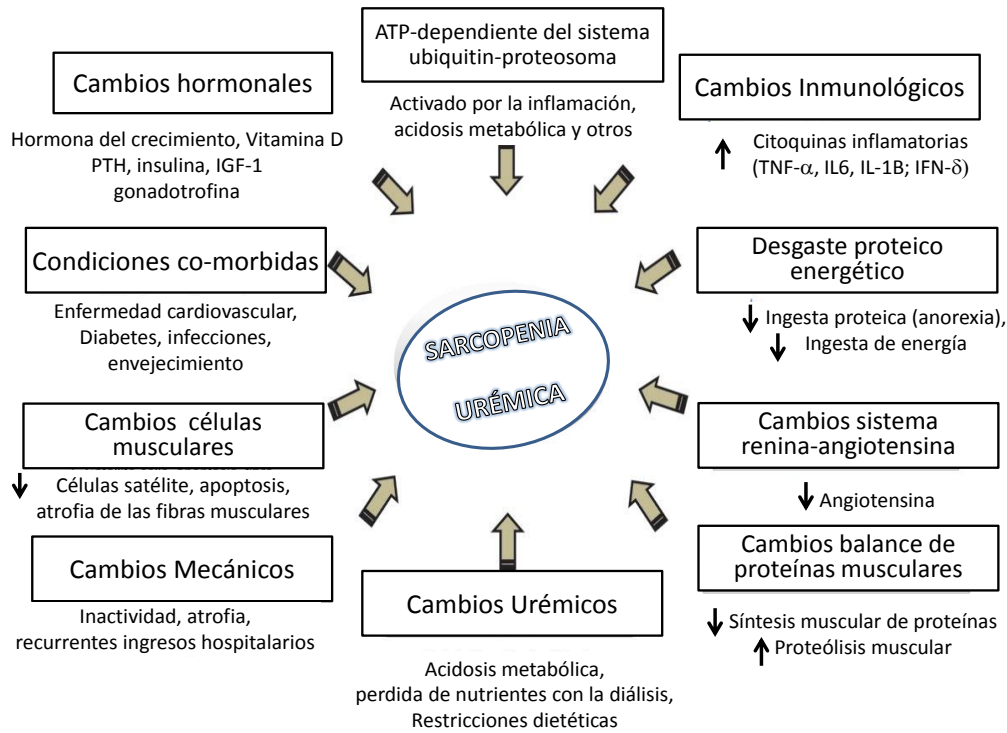 ATP-dependiente del sistema
ubiquitin-proteosoma
Activado por la inflamación,
acidosis metabólica y otros
Cambios hormonales
Hormona del crecimiento, Vitamina D
PTH, insulina, IGF-1
gonadotrofina
Cambios Inmunológicos
↑ Citoquinas inflamatorias
(TNF-α, IL6, IL-1B; IFN-δ)
Condiciones co-morbidas
Enfermedad cardiovascular,
Diabetes, infecciones,
envejecimiento
Desgaste proteico
energético
↓ Ingesta proteica (anorexia),
↓ Ingesta de energía
SARCOPENIA
URÉMICA
Cambios células
musculares
↓ Células satélite, apoptosis,
atrofia de las fibras musculares
Cambios sistema
renina-angiotensina
↓ Angiotensina
Cambios Mecánicos
Inactividad, atrofia,
recurrentes ingresos hospitalarios
Cambios balance de
proteínas musculares
↓ Síntesis muscular de proteínas
↑ Proteólisis muscular
Cambios Urémicos
Acidosis metabólica,
perdida de nutrientes con la diálisis,
Restricciones dietéticas